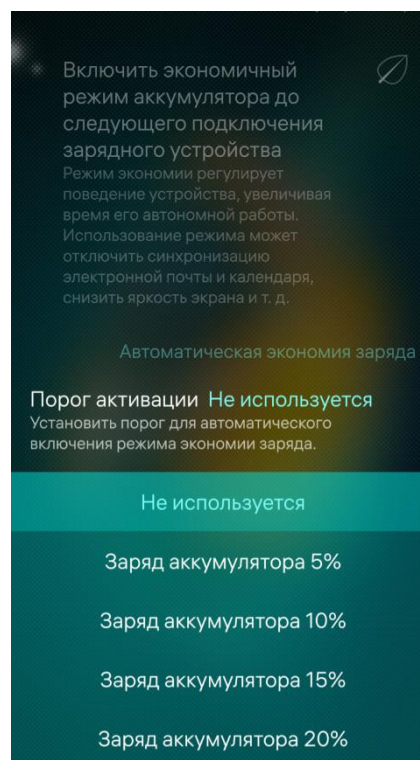 Включить экономичный
режим аккумулятора до
следующего подключения
зарядного устройства
Режим экономии регулирует
поведение устройства, увеличивая
время его автономной работы.
Использование режима может
отключить синхронизацию
электронной почты и календаря,
снизить яркость экрана и т. д.
Автоматическая экономия заряда
Порог активации Не используется
Установить порог для автоматического
включения режима экономии заряда.
Не используется
Заряд аккумулятора 5%
Заряд аккумулятора 10%
Заряд аккумулятора 15%
Заряд аккумулятора 20%